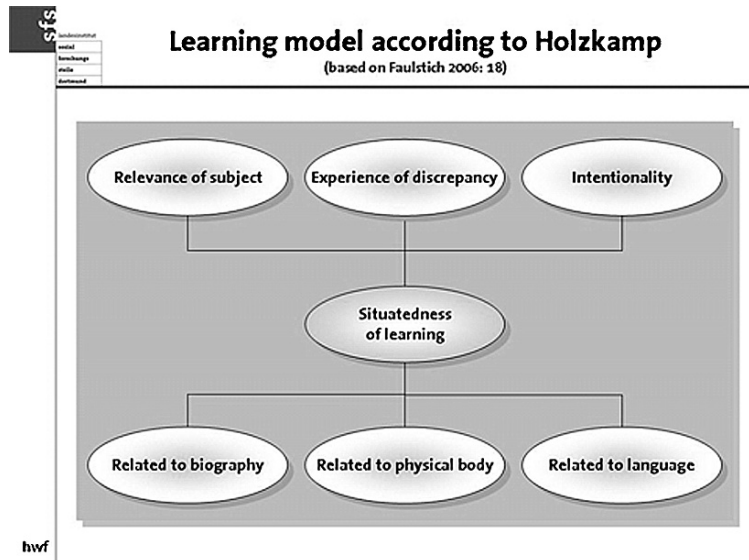 sfs
landesinstitut
sozial
forschungs
stelle
dortmund
Learning model according to Holzkamp
(based on Faulstich 2006: 18)
Relevance of subject
Experience of discrepancy
Intentionality
Situatedness
of learning
Related to biography
Related to physical body
Related to language
hwf